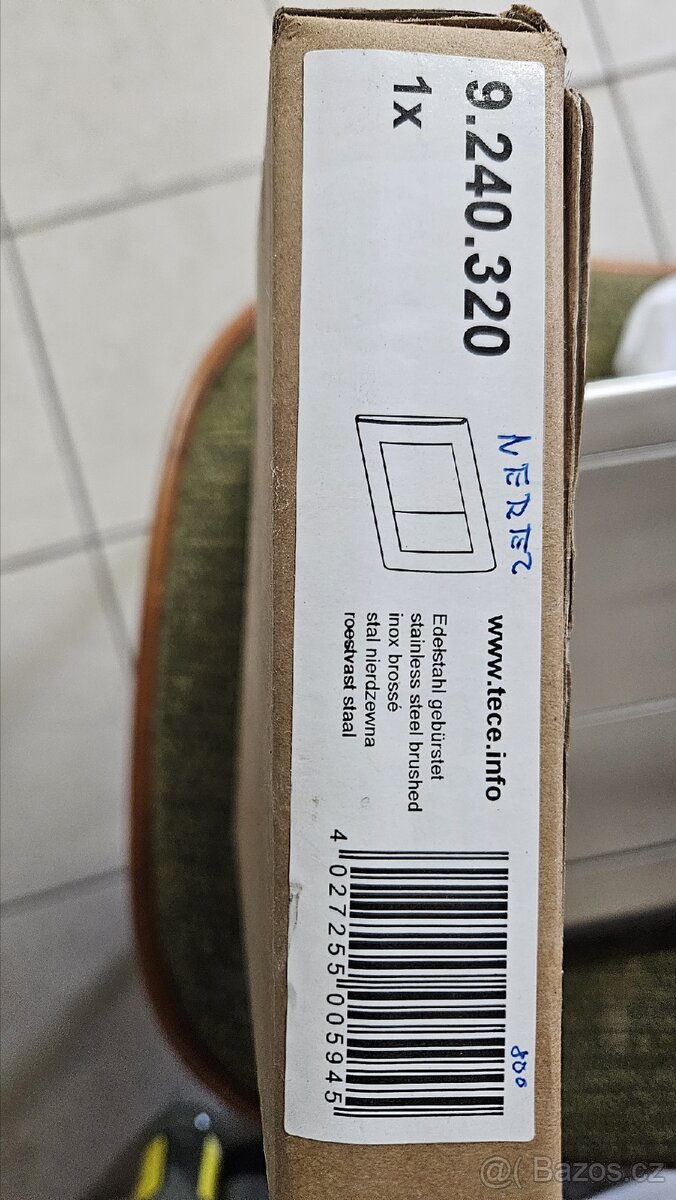 9.240.320
1x
NEREZ
www.tece.info
Edelstahl gebürstet
stainless steel brushed
inox brossé
stal nierdzewna
roestvast staal
4 027255 005945
800
@( Bazos.cz